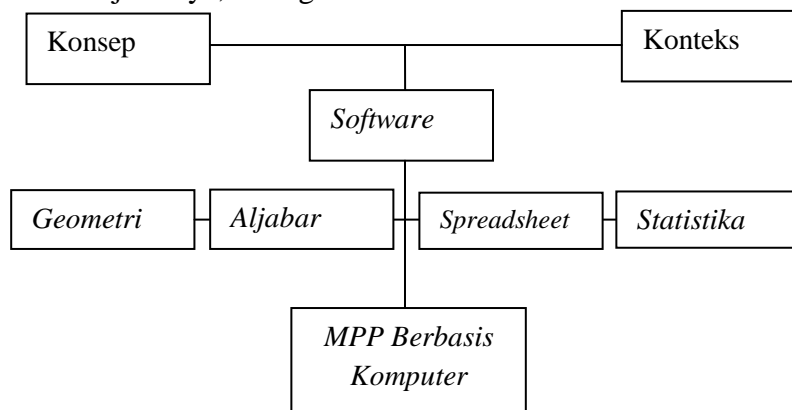 Konsep
Konteks
Software
Geometri
Aljabar
Spreadsheet
Statistika
MPP Berbasis
Komputer